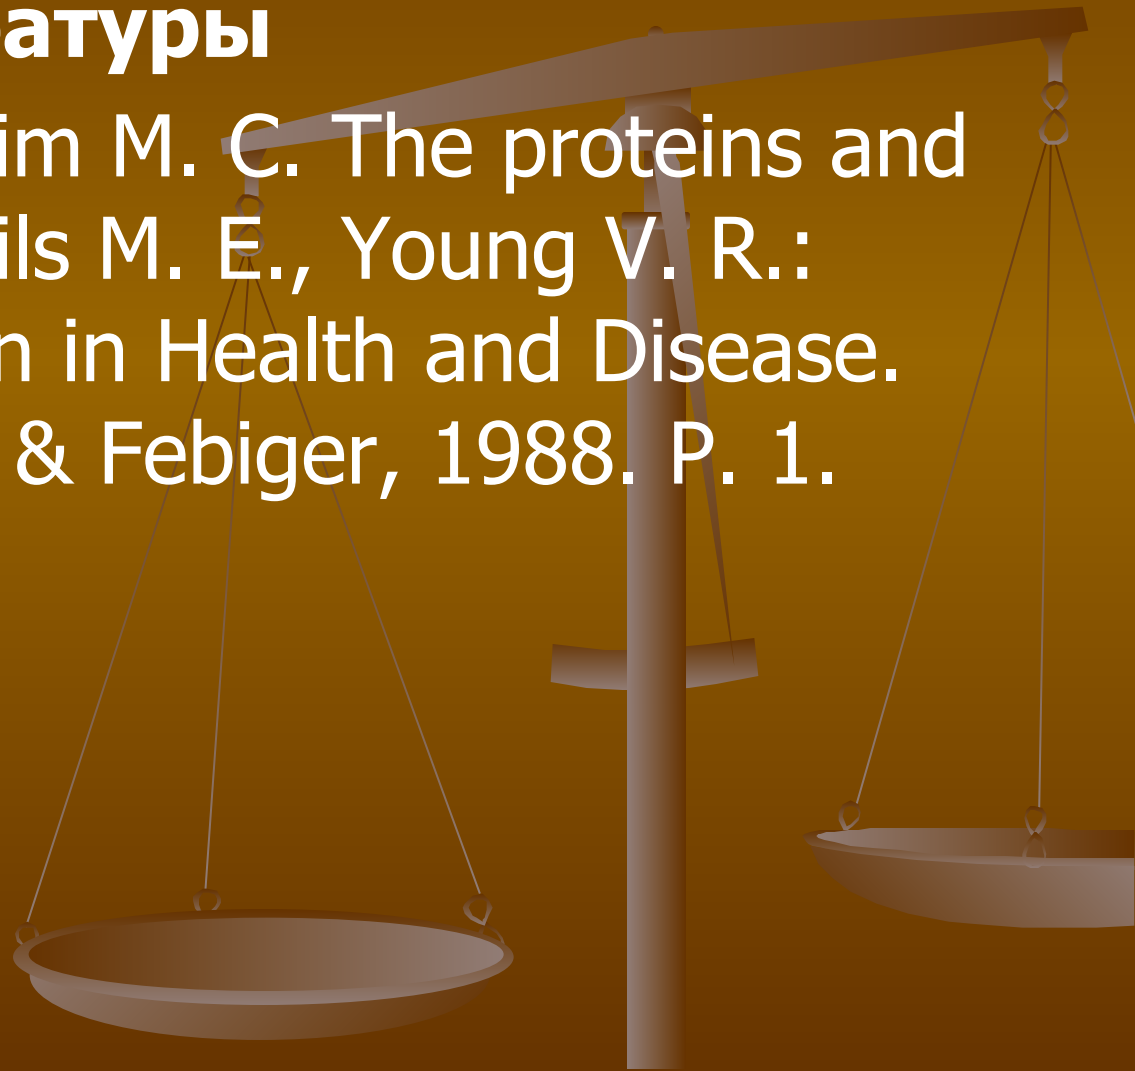 атуры
im M. C. The proteins and
ils M. E., Young V. R.:
n in Health and Disease.
& Febiger, 1988. P. 1.